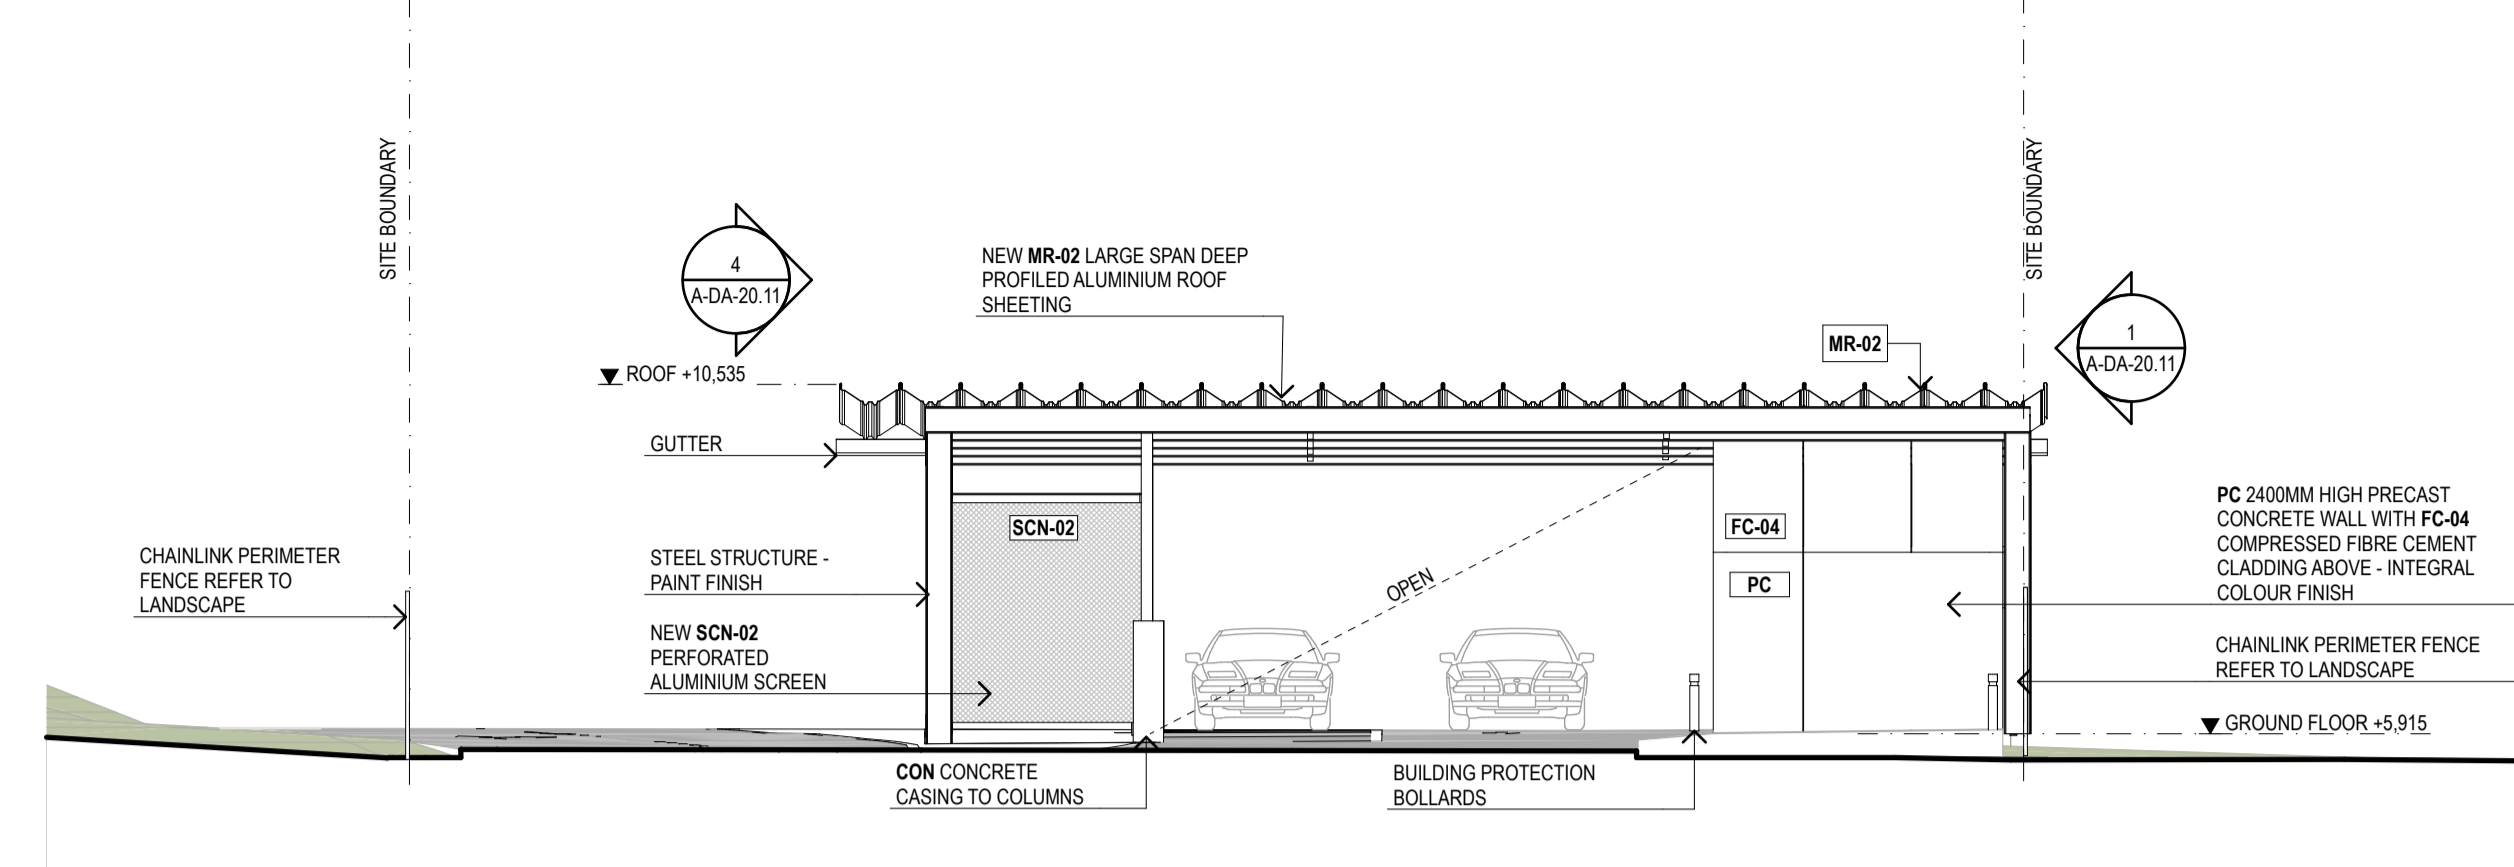 SITE BOUNDARY
SITE BOUNDARY
4
A-DA-20.11
NEW MR-02 LARGE SPAN DEEP
PROFILED ALUMINIUM ROOF
SHEETING
1
A-DA-20.11
MR-02
ROOF +10,535
GUTTER
CHAINLINK PERIMETER
FENCE REFER TO
LANDSCAPE
STEEL STRUCTURE -
PAINT FINISH
NEW SCN-02
PERFORATED
ALUMINIUM SCREEN
SCN-02
OPEN
FC-04
PC
PC 2400MM HIGH PRECAST
CONCRETE WALL WITH FC-04
COMPRESSED FIBRE CEMENT
CLADDING ABOVE - INTEGRAL
COLOUR FINISH
CHAINLINK PERIMETER FENCE
REFER TO LANDSCAPE
GROUND FLOOR +5,915
CON CONCRETE
CASING TO COLUMNS
BUILDING PROTECTION
BOLLARDS